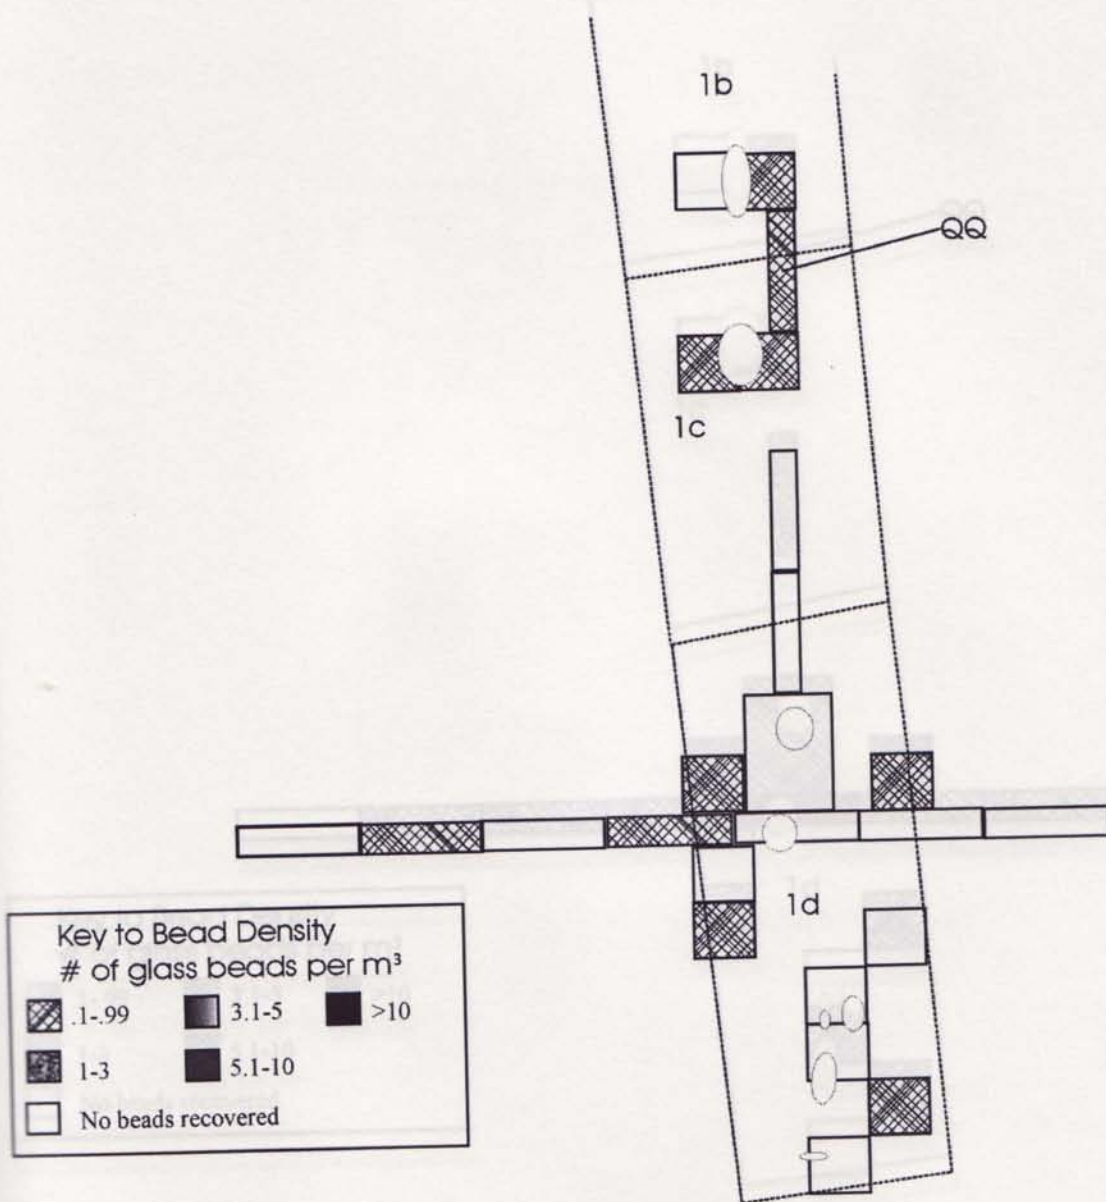 1b
QQ
1c
1d
Key to Bead Density
# of glass beads per m³
.1-.99
3.1-5
>10
1-3
5.1-10
No beads recovered